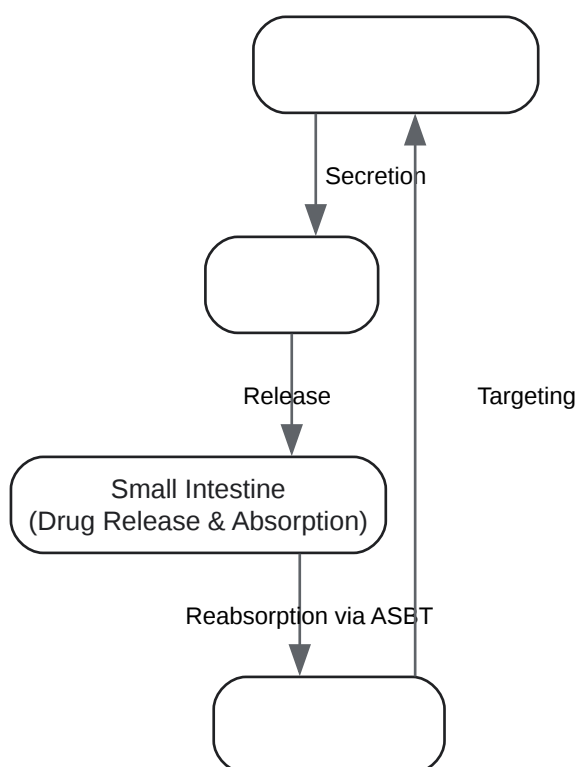 Secretion
Release
Targeting
Small Intestine
(Drug Release & Absorption)
Reabsorption via ASBT